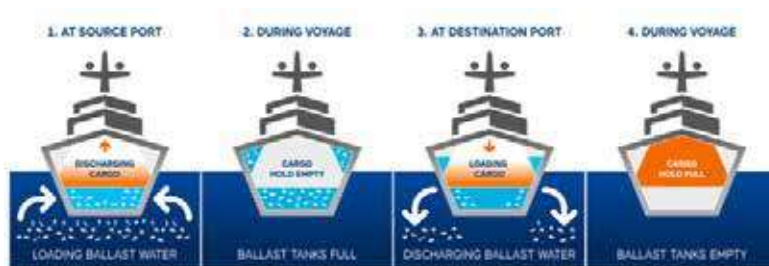 1. AT SOURCE PORT
DISCHARGING
CARGO
LOADING BALLAST WATER
2. DURING VOYAGE
CARGO
HOLD EMPTY
BALLAST TANKS FULL
3. AT DESTINATION PORT
LOADING
CARGO
DISCHARGING BALLAST WATER
4. DURING VOYAGE
CARGO
HOLD FULL
BALLAST TANKS EMPTY